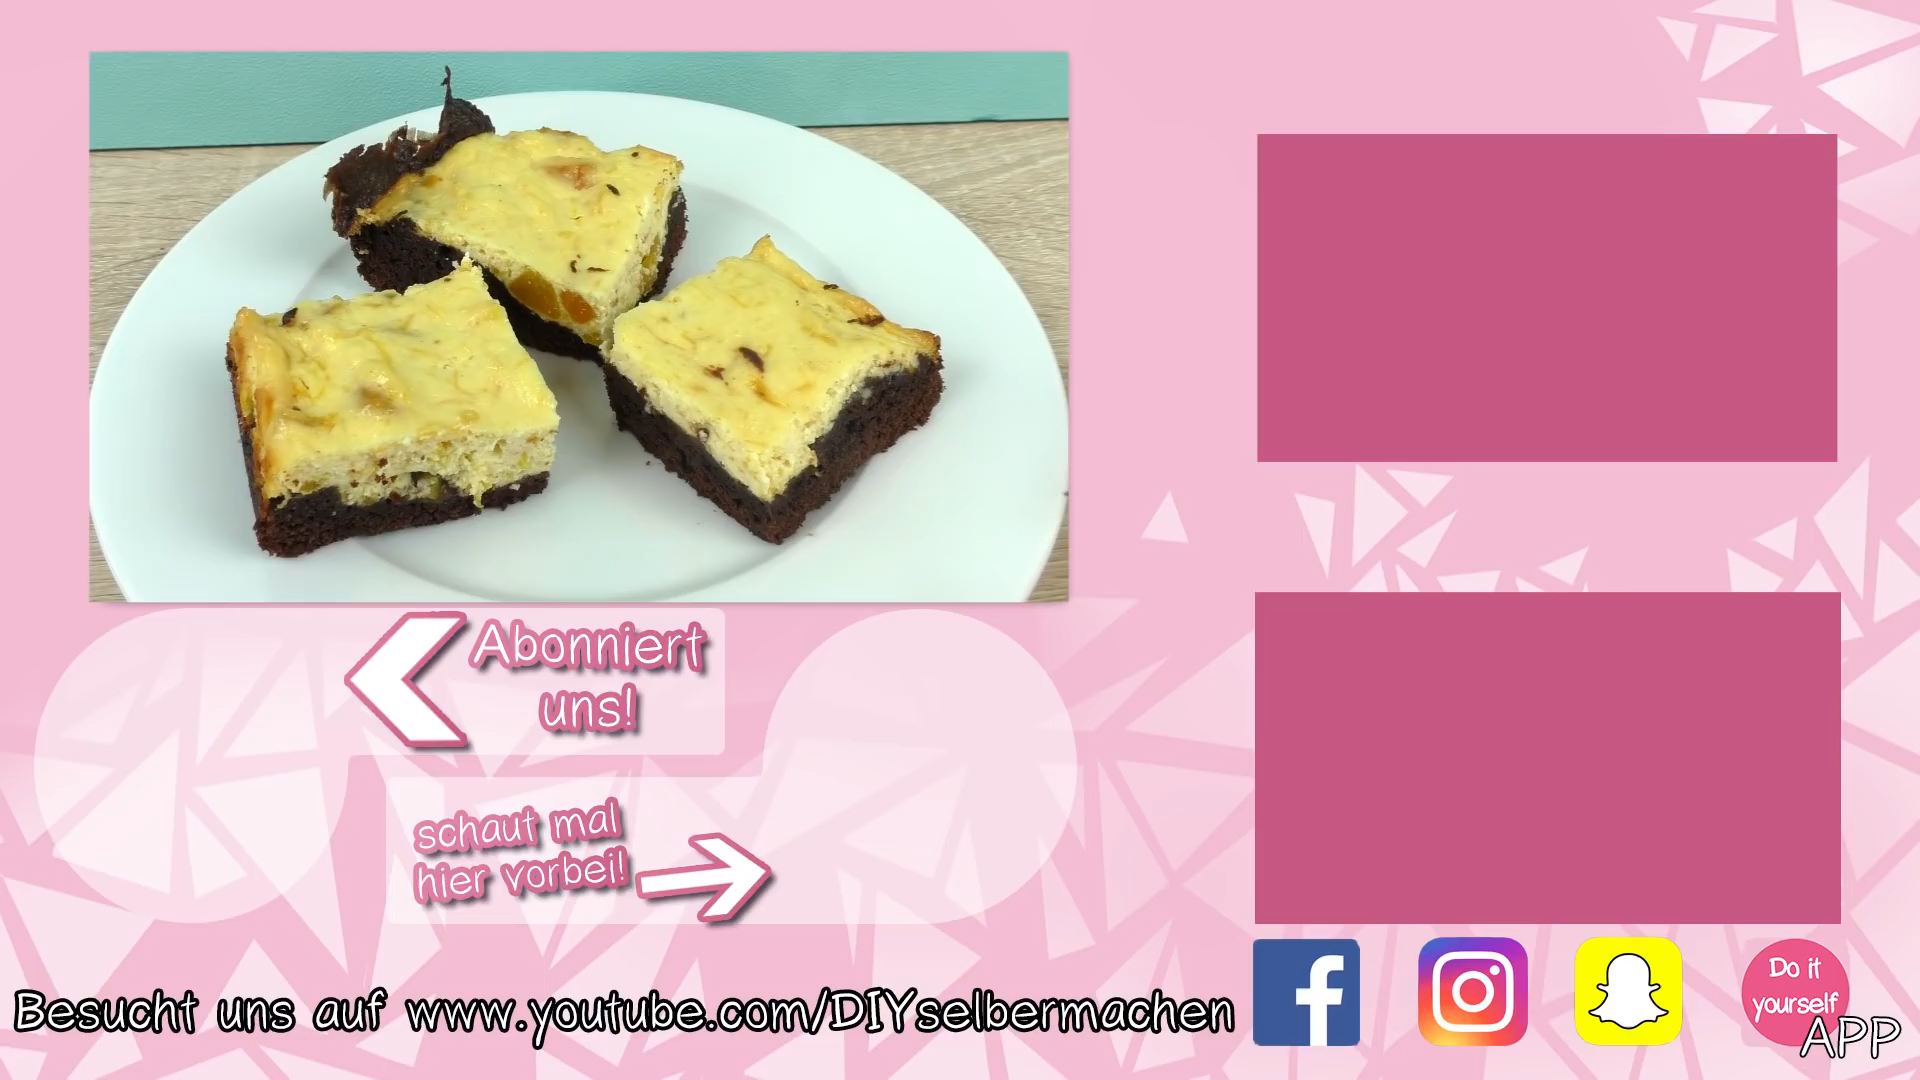 Abonniert
uns!
schaut mal
hier vorbei!
Besucht uns auf www.youtube.com/DIYselbermachen
Do it
yourself
APP